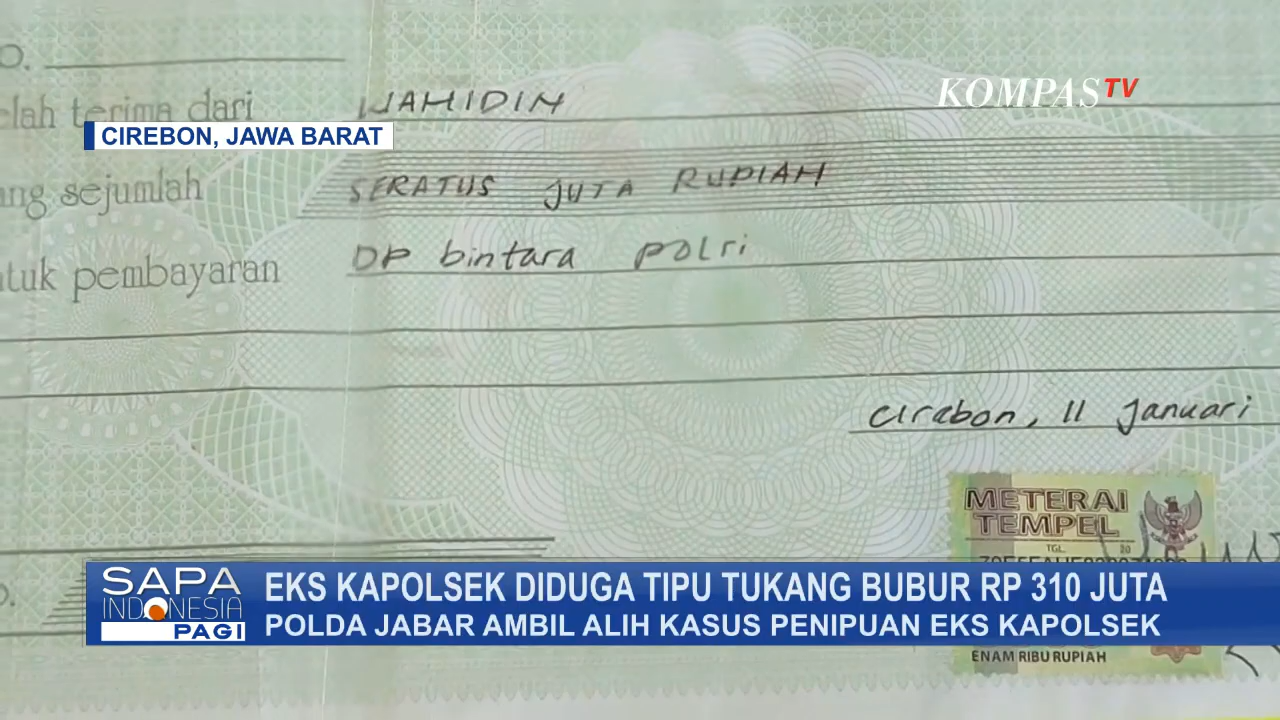 O.
KOMPASTV
elah terima dari WAHIDIN
CIREBON, JAWA BARAT
ang sejumlah SERATUS JUTA RUPIAH
ntuk pembayaran DP bintara polri
Cirebon, 11 Januari
METERAI
TEMPEL
TGL. 20
SAPA
INDONESIA
PAGI
EKS KAPOLSEK DIDUGA TIPU TUKANG BUBUR RP 310 JUTA
POLDA JABAR AMBIL ALIH KASUS PENIPUAN EKS KAPOLSEK
ENAM RIBU RUPIAH